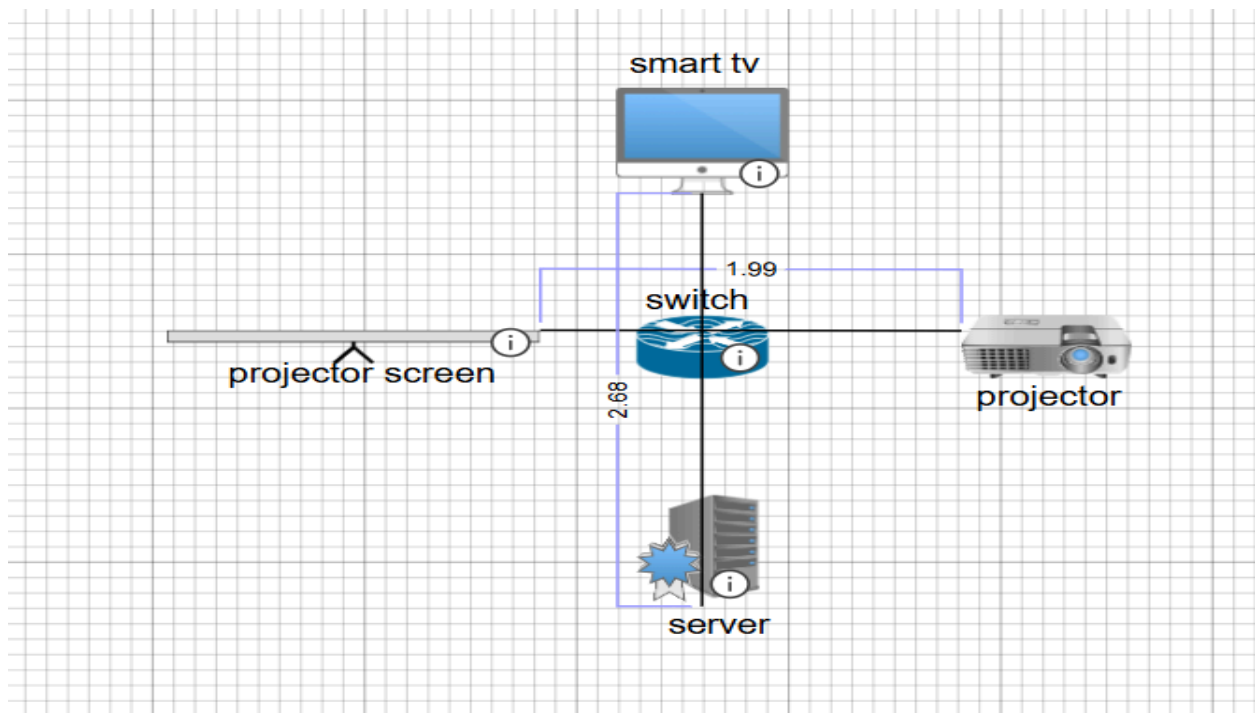 smart tv
1.99
switch
projector screen
projector
2.68
server
i
i
i
i